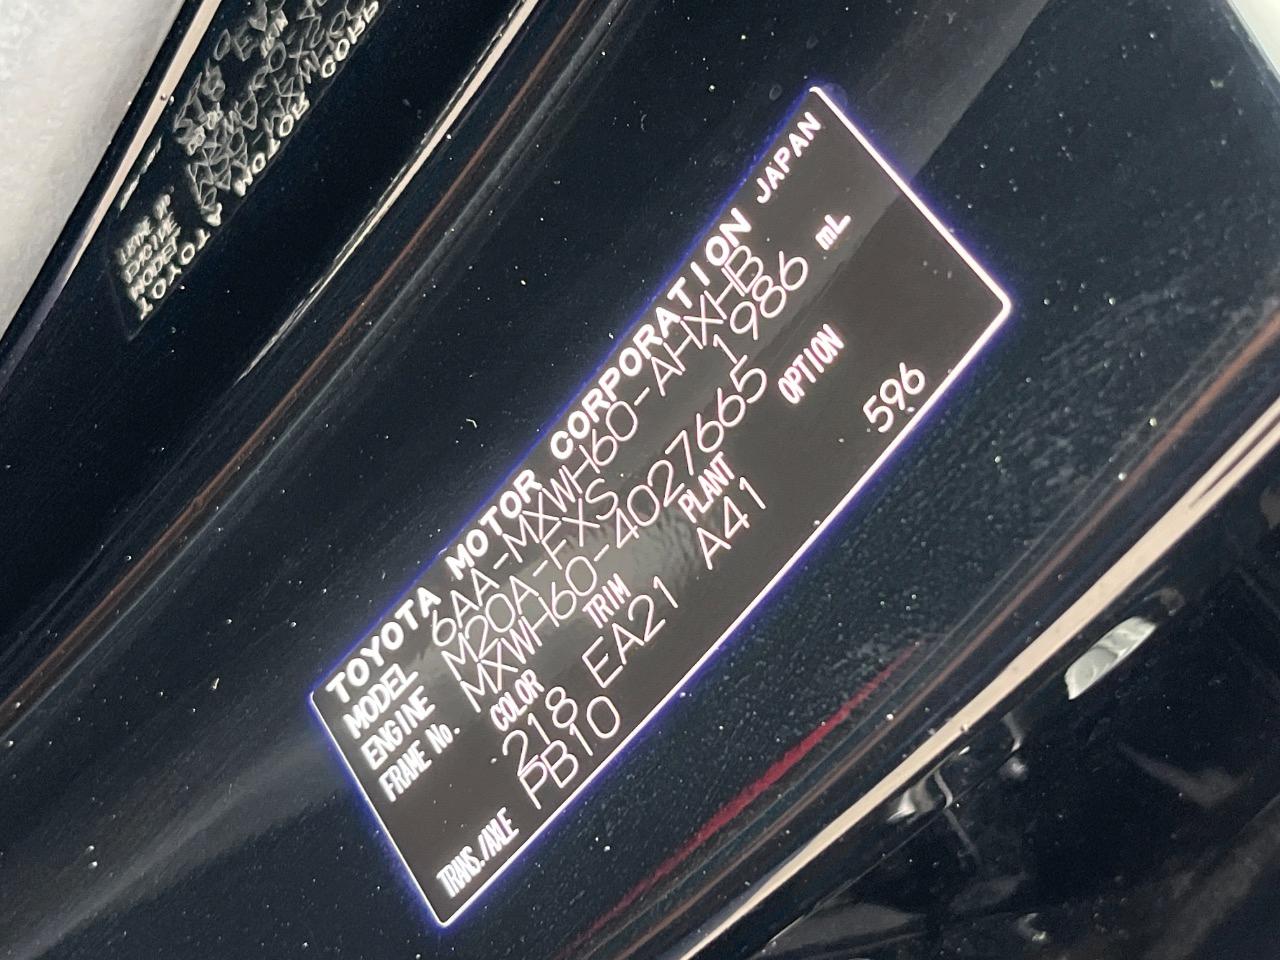 TOYOTA MOTOR CORPORATION JAPAN
MODEL 6AA-MXWH60-AHXHB
ENGINE M20A-FXS 1986 mL
FRAME No. MXWH60-4027665
COLOR TRIM PLANT OPTION
218 EA21 A41 596
TRANS./AXLE PB10